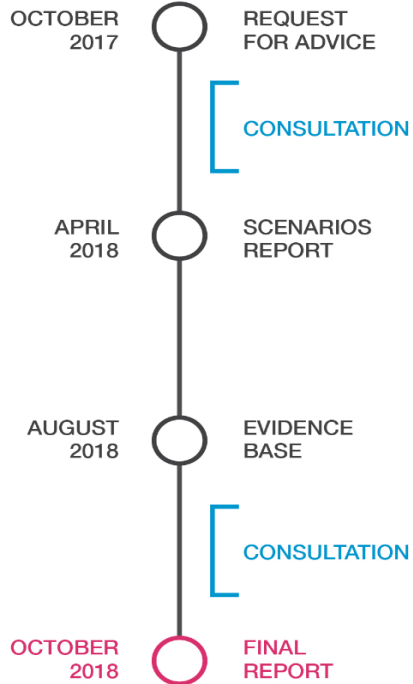 OCTOBER
2017
REQUEST
FOR ADVICE
CONSULTATION
APRIL
2018
SCENARIOS
REPORT
AUGUST
2018
EVIDENCE
BASE
CONSULTATION
OCTOBER
2018
FINAL
REPORT